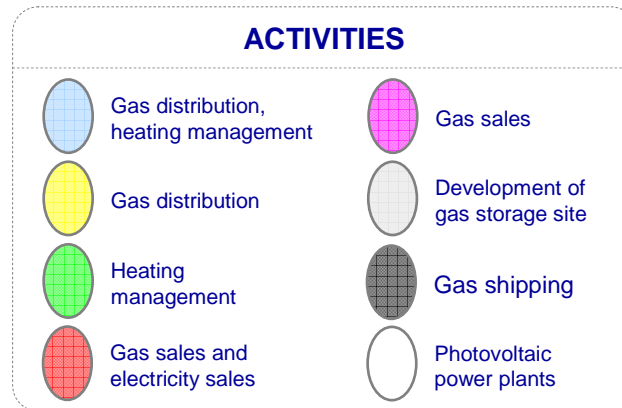 ACTIVITIES
Gas distribution,
heating management
Gas sales
Gas distribution
Development of
gas storage site
Heating
management
Gas shipping
Gas sales and
electricity sales
Photovoltaic
power plants